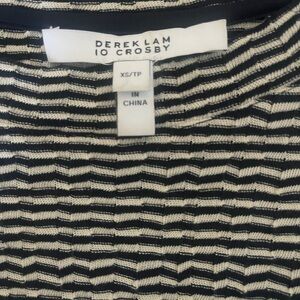 DEREK LAM
10 CROSBY
XS/TP
IN
CHINA